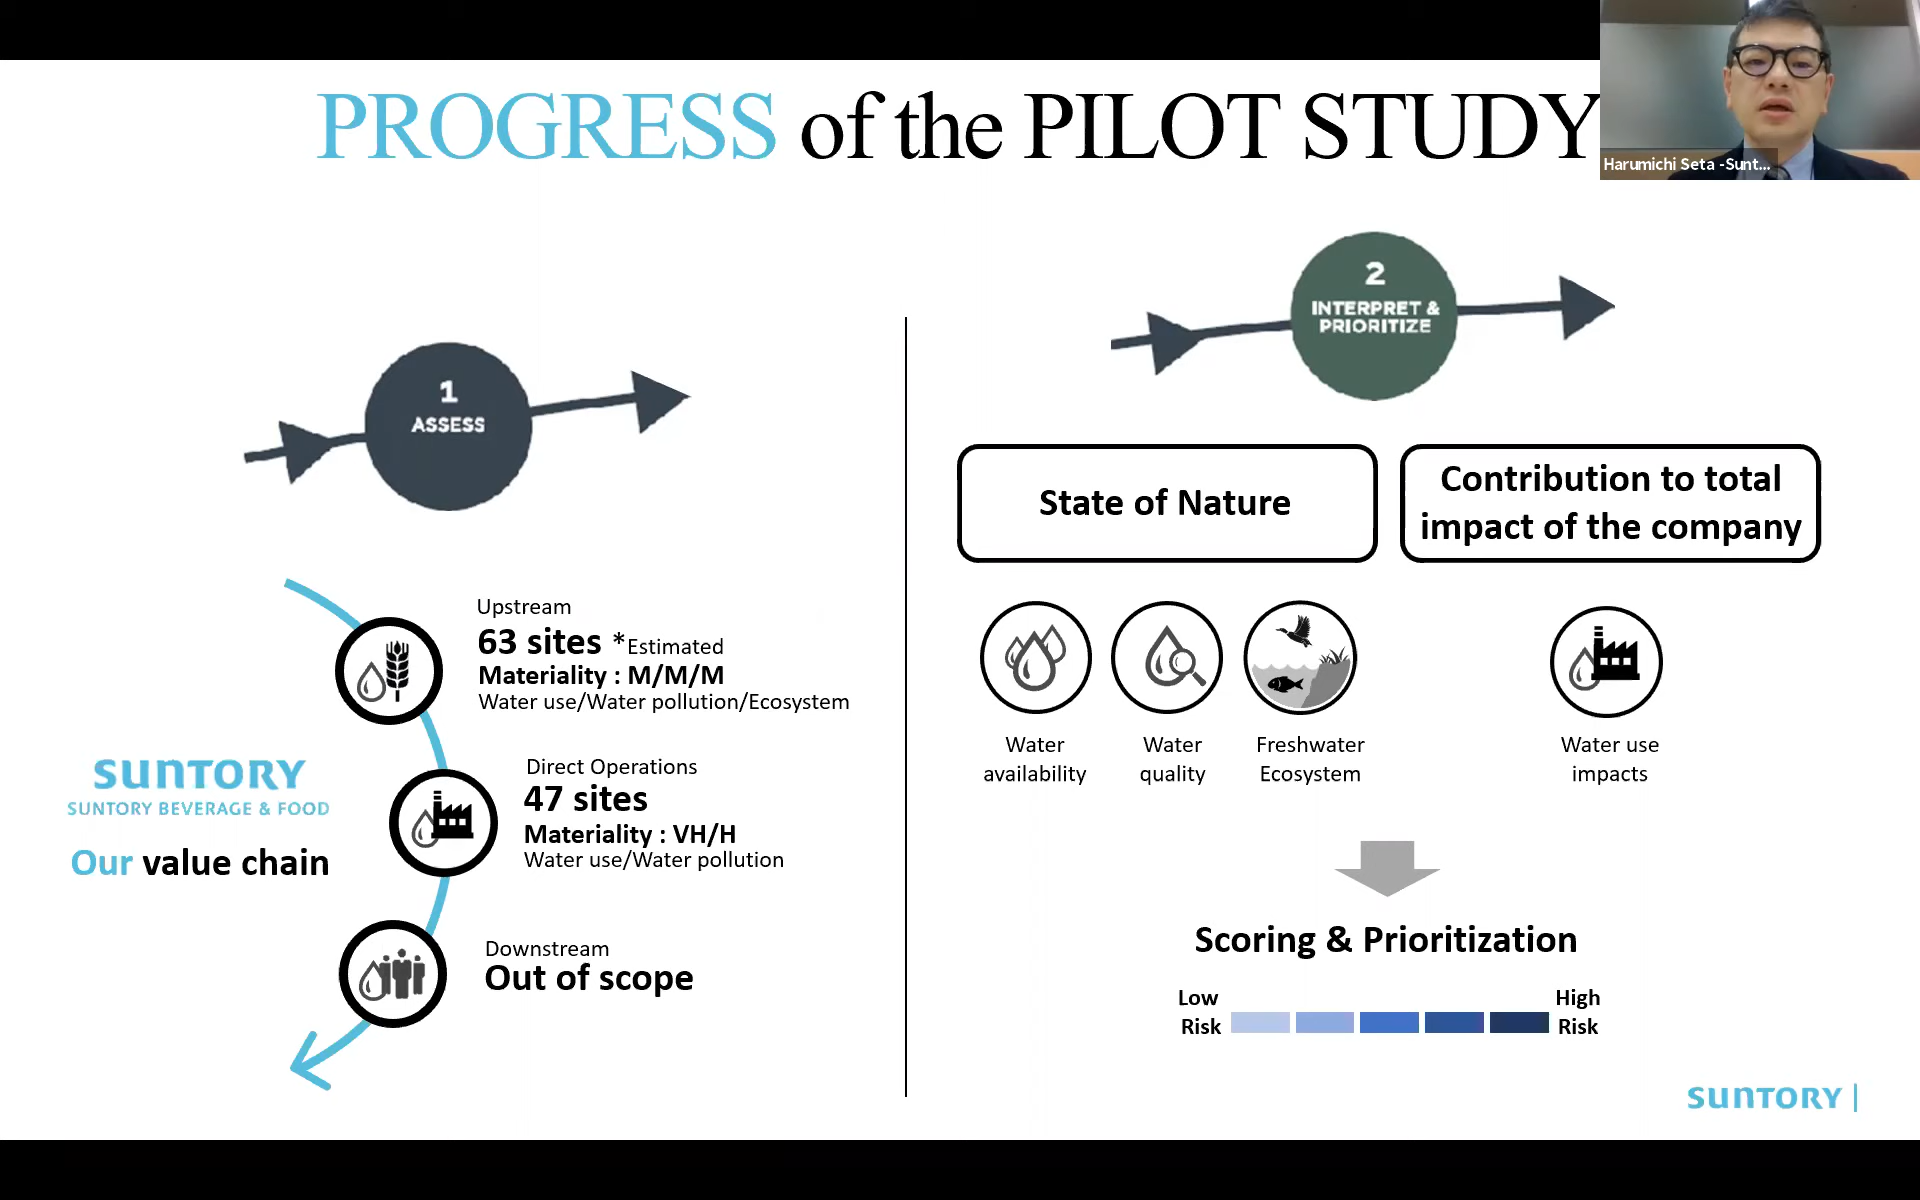 PROGRESS of the PILOT STUDY
Harumichi Seta -Sunt...
1
ASSESS
Upstream
63 sites *Estimated
Materiality : M/M/M
Water use/Water pollution/Ecosystem
SUNTORY
SUNTORY BEVERAGE & FOOD
Our value chain
Direct Operations
47 sites
Materiality : VH/H
Water use/Water pollution
Downstream
Out of scope
2
INTERPRET &
PRIORITIZE
State of Nature
Contribution to total
impact of the company
Water
availability
Water
quality
Freshwater
Ecosystem
Water use
impacts
Scoring & Prioritization
Low
Risk
High
Risk
SUNTORY